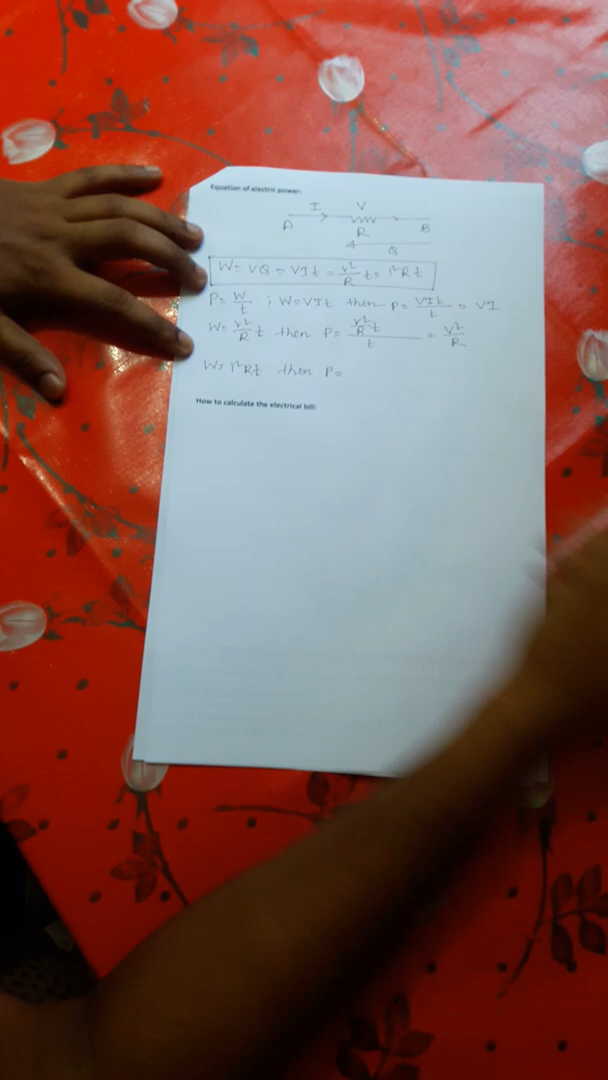 Equation of electric power:
I V
A R B
Q
W= VQ = VIt = V²/R t = I²Rt
P= W/t ; W=VIt then P= VIt/t = VI
W= V²/R t then P= V²/R t/t = V²/R
W= I²Rt then P=
How to calculate the electrical bill: